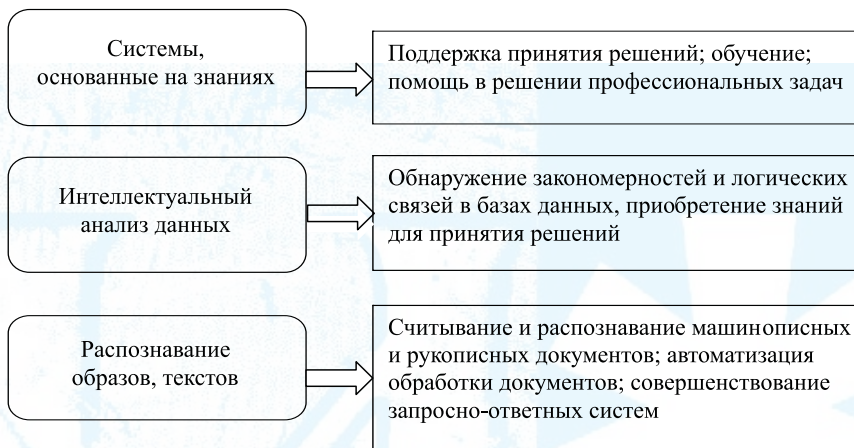 Системы,
основанные на знаниях
Поддержка принятия решений; обучение;
помощь в решении профессиональных задач
Интеллектуальный
анализ данных
Обнаружение закономерностей и логических
связей в базах данных, приобретение знаний
для принятия решений
Распознавание
образов, текстов
Считывание и распознавание машинописных
и рукописных документов; автоматизация
обработки документов; совершенствование
запросно-ответных систем